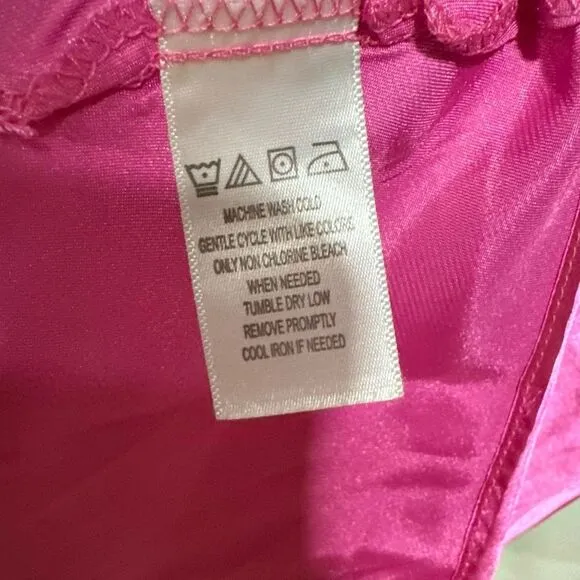 MACHINE WASH COLD
GENTLE CYCLE WITH LIKE COLORS
ONLY NON CHLORINE BLEACH
WHEN NEEDED
TUMBLE DRY LOW
REMOVE PROMPTLY
COOL IRON IF NEEDED